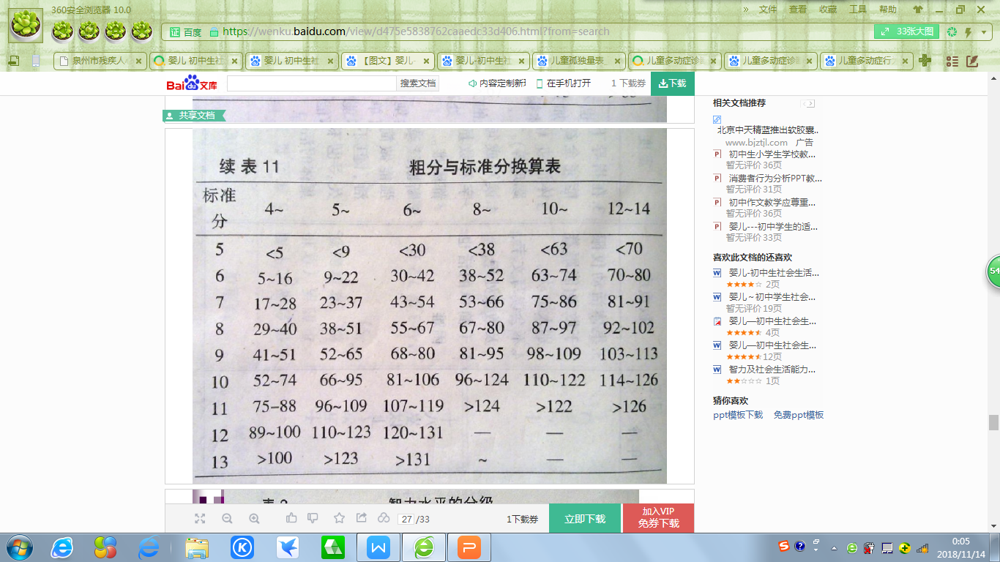 360安全浏览器 10.0
» 文件 查看 收藏 工具 帮助
证 百度 https://wenku.baidu.com/view/d475e5838762caaedc33d406.html?from=search
33张大图
泉州市残疾人 婴儿 初中生社 婴儿 初中生社 【图文】婴儿- 婴儿-初中生社 儿童孤独量表_ 儿童多动症诊 儿童多动症诊 儿童多动症行
Bai du 文库 搜索文档 内容定制新 在手机打开 1 下载券 下载
共享文档
续表11 粗分与标准分换算表
标准分 4~ 5~ 6~ 8~ 10~ 12~14
5 <5 <9 <30 <38 <63 <70
6 5~16 9~22 30~42 38~52 63~74 70~80
7 17~28 23~37 43~54 53~66 75~86 81~91
8 29~40 38~51 55~67 67~80 87~97 92~102
9 41~51 52~65 68~80 81~95 98~109 103~113
10 52~74 66~95 81~106 96~124 110~122 114~126
11 75–88 96~109 107~119 >124 >122 >126
12 89~100 110~123 120~131 — — —
13 >100 >123 >131 ~ — —
智力水平的分级
27 /33 1下载券 立即下载 加入VIP
免券下载
相关文档推荐
北京中天精蓝推出软胶囊..
www.bjztjl.com 广告
初中生小学生学校教...
暂无评价 36页
消费者行为分析PPT教...
暂无评价 31页
初中作文教学应尊重...
暂无评价 36页
婴儿---初中学生的适...
暂无评价 33页
喜欢此文档的还喜欢
婴儿-初中生社会生活...
2页
婴儿～初中学生社会...
暂无评价 19页
婴儿—初中生社会生...
4页
婴儿—初中生社会生...
12页
智力及社会生活能力...
1页
猜你喜欢
ppt模板下载 免费ppt模板
54
0:05
2018/11/14